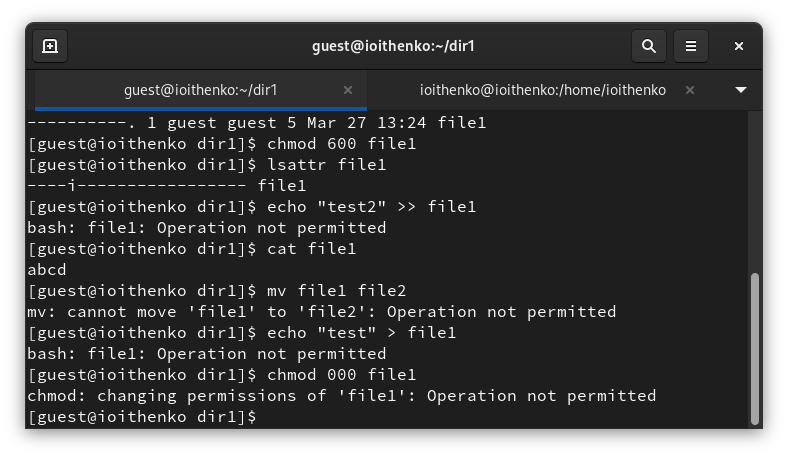 guest@ioithenko:~/dir1
guest@ioithenko:~/dir1
ioithenko@ioithenko:/home/ioithenko
----------. 1 guest guest 5 Mar 27 13:24 file1
[guest@ioithenko dir1]$ chmod 600 file1
[guest@ioithenko dir1]$ lsattr file1
----i----------------- file1
[guest@ioithenko dir1]$ echo "test2" >> file1
bash: file1: Operation not permitted
[guest@ioithenko dir1]$ cat file1
abcd
[guest@ioithenko dir1]$ mv file1 file2
mv: cannot move 'file1' to 'file2': Operation not permitted
[guest@ioithenko dir1]$ echo "test" > file1
bash: file1: Operation not permitted
[guest@ioithenko dir1]$ chmod 000 file1
chmod: changing permissions of 'file1': Operation not permitted
[guest@ioithenko dir1]$